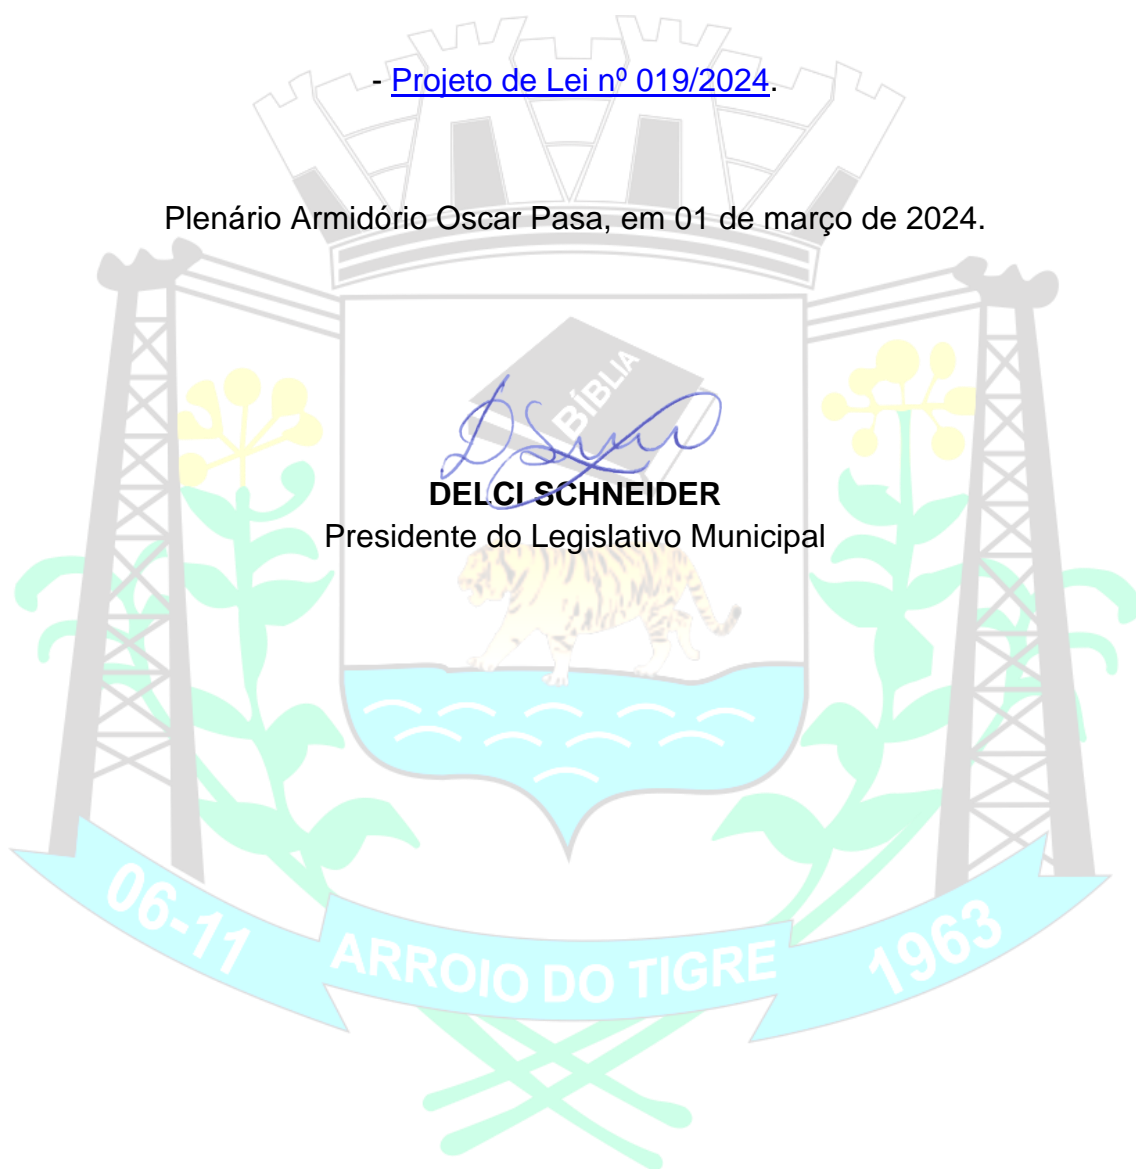 - Projeto de Lei nº 019/2024.
Plenário Armidório Oscar Pasa, em 01 de março de 2024.
BÍBLIA
DELCI SCHNEIDER
Presidente do Legislativo Municipal
06-11
ARROIO DO TIGRE
1963